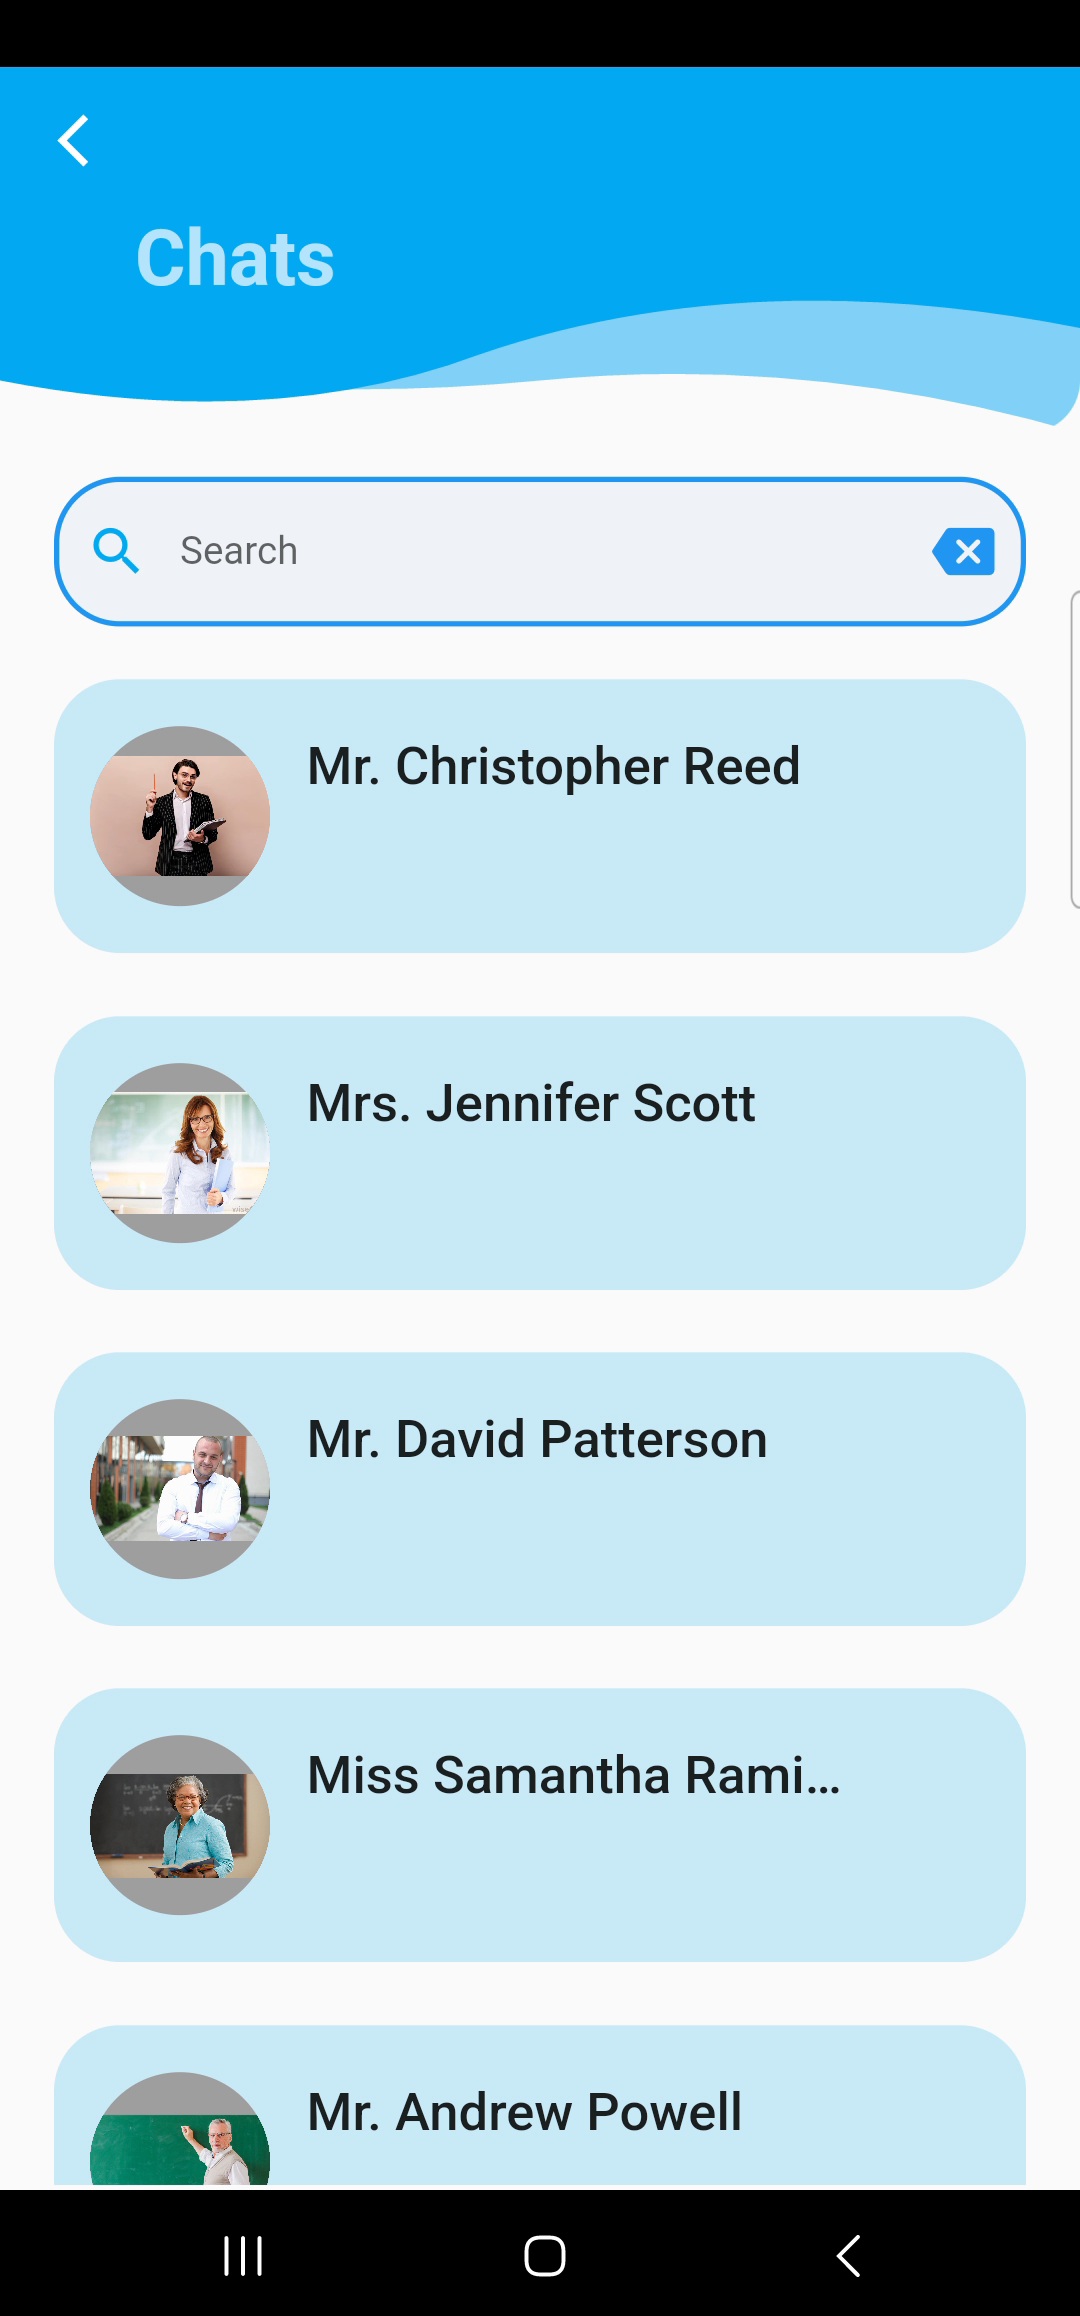 Chats
Search
Mr. Christopher Reed
Mrs. Jennifer Scott
Mr. David Patterson
Miss Samantha Rami...
Mr. Andrew Powell